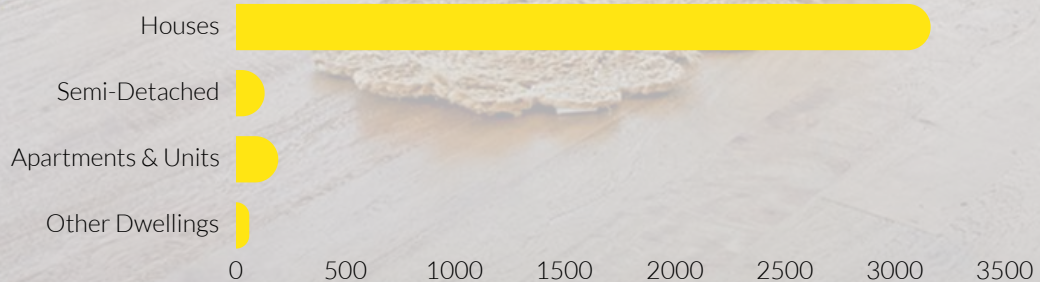 Houses
Semi-Detached
Apartments & Units
Other Dwellings
0 500 1000 1500 2000 2500 3000 3500